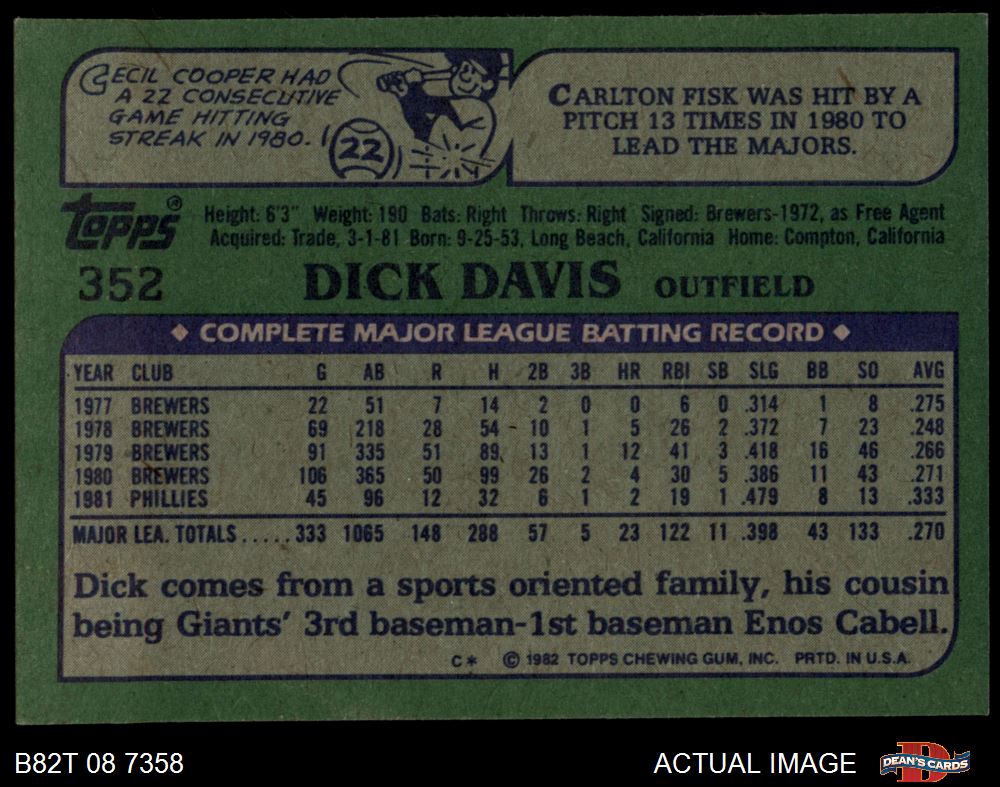 CECIL COOPER HAD
A 22 CONSECUTIVE
GAME HITTING
STREAK IN 1980.
22
CARLTON FISK WAS HIT BY A
PITCH 13 TIMES IN 1980 TO
LEAD THE MAJORS.
Topps®
Height: 6'3" Weight: 190 Bats: Right Throws: Right Signed: Brewers-1972, as Free Agent
Acquired: Trade, 3-1-81 Born: 9-25-53, Long Beach, California Home: Compton, California
352 DICK DAVIS OUTFIELD
◆ COMPLETE MAJOR LEAGUE BATTING RECORD ◆
YEAR CLUB G AB R H 2B 3B HR RBI SB SLG BB SO AVG
1977 BREWERS 22 51 7 14 2 0 0 6 0 .314 1 8 .275
1978 BREWERS 69 218 28 54 10 1 5 26 2 .372 7 23 .248
1979 BREWERS 91 335 51 89 13 1 12 41 3 .418 16 46 .266
1980 BREWERS 106 365 50 99 26 2 4 30 5 .386 11 43 .271
1981 PHILLIES 45 96 12 32 6 1 2 19 1 .479 8 13 .333
MAJOR LEA. TOTALS.....333 1065 148 288 57 5 23 122 11 .398 43 133 .270
Dick comes from a sports oriented family, his cousin
being Giants' 3rd baseman-1st baseman Enos Cabell.
C* © 1982 TOPPS CHEWING GUM, INC. PRTD. IN U.S.A.
B82T 08 7358 ACTUAL IMAGE DEAN'S CARDS